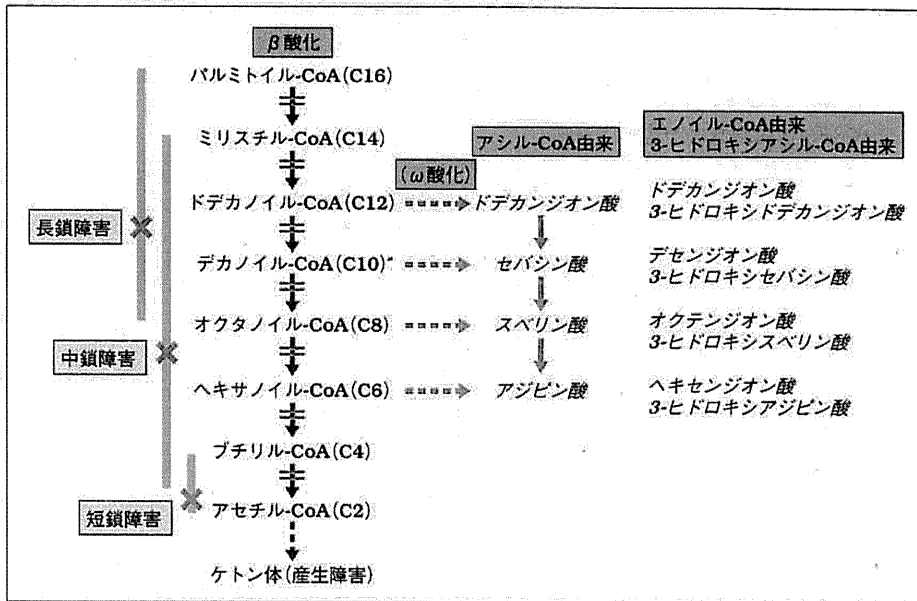 β酸化
パルミトイル-CoA(C16)
ミリスチル-CoA(C14)
(ω酸化)
アシル-CoA由来
エノイル-CoA由来
3-ヒドロキシアシル-CoA由来
ドデカノイル-CoA(C12)
ドデカンジオン酸
ドデカンジオン酸
3-ヒドロキシドデカンジオン酸
長鎖障害
デカノイル-CoA(C10)*
セバシン酸
デセンジオン酸
3-ヒドロキシセバシン酸
オクタノイル-CoA(C8)
スベリン酸
オクテンジオン酸
3-ヒドロキシスベリン酸
中鎖障害
ヘキサノイル-CoA(C6)
アジピン酸
ヘキセンジオン酸
3-ヒドロキシアジピン酸
ブチリル-CoA(C4)
短鎖障害
アセチル-CoA(C2)
ケトン体(産生障害)